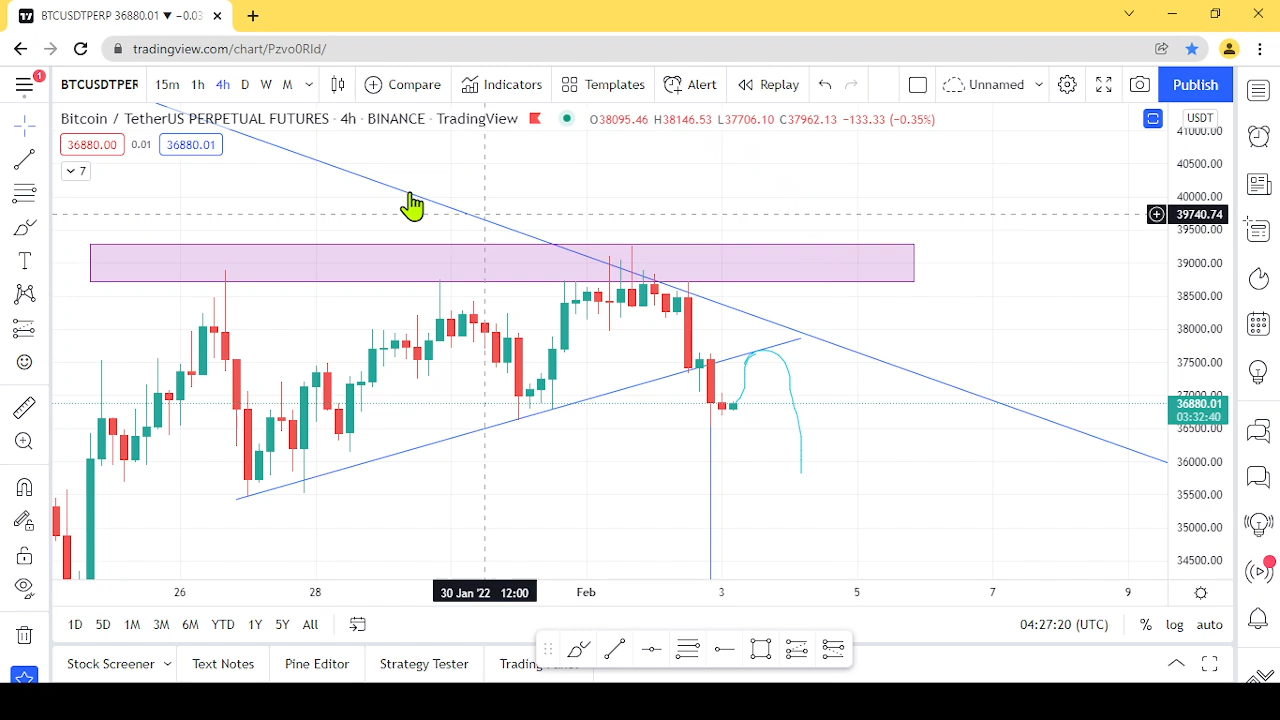 BTCUSDTPERP 36880.01 ▼ −0.03
tradingview.com/chart/Pzvo0RId/
1
BTCUSDTPER 15m 1h 4h D W M Compare Indicators Templates Alert Replay Unnamed Publish
Bitcoin / TetherUS PERPETUAL FUTURES · 4h · BINANCE · TradingView O38095.46 H38146.53 L37706.10 C37962.13 −133.33 (−0.35%)
USDT
41000.00
36880.00 0.01 36880.01
7
40500.00
40000.00
39740.74
39500.00
39000.00
38500.00
38000.00
37500.00
37000.00
36880.01
03:32:40
36500.00
36000.00
35500.00
35000.00
34500.00
26 28 30 Jan '22 12:00 Feb 3 5 7 9
1D 5D 1M 3M 6M YTD 1Y 5Y All 04:27:20 (UTC) % log auto
Stock Screener Text Notes Pine Editor Strategy Tester